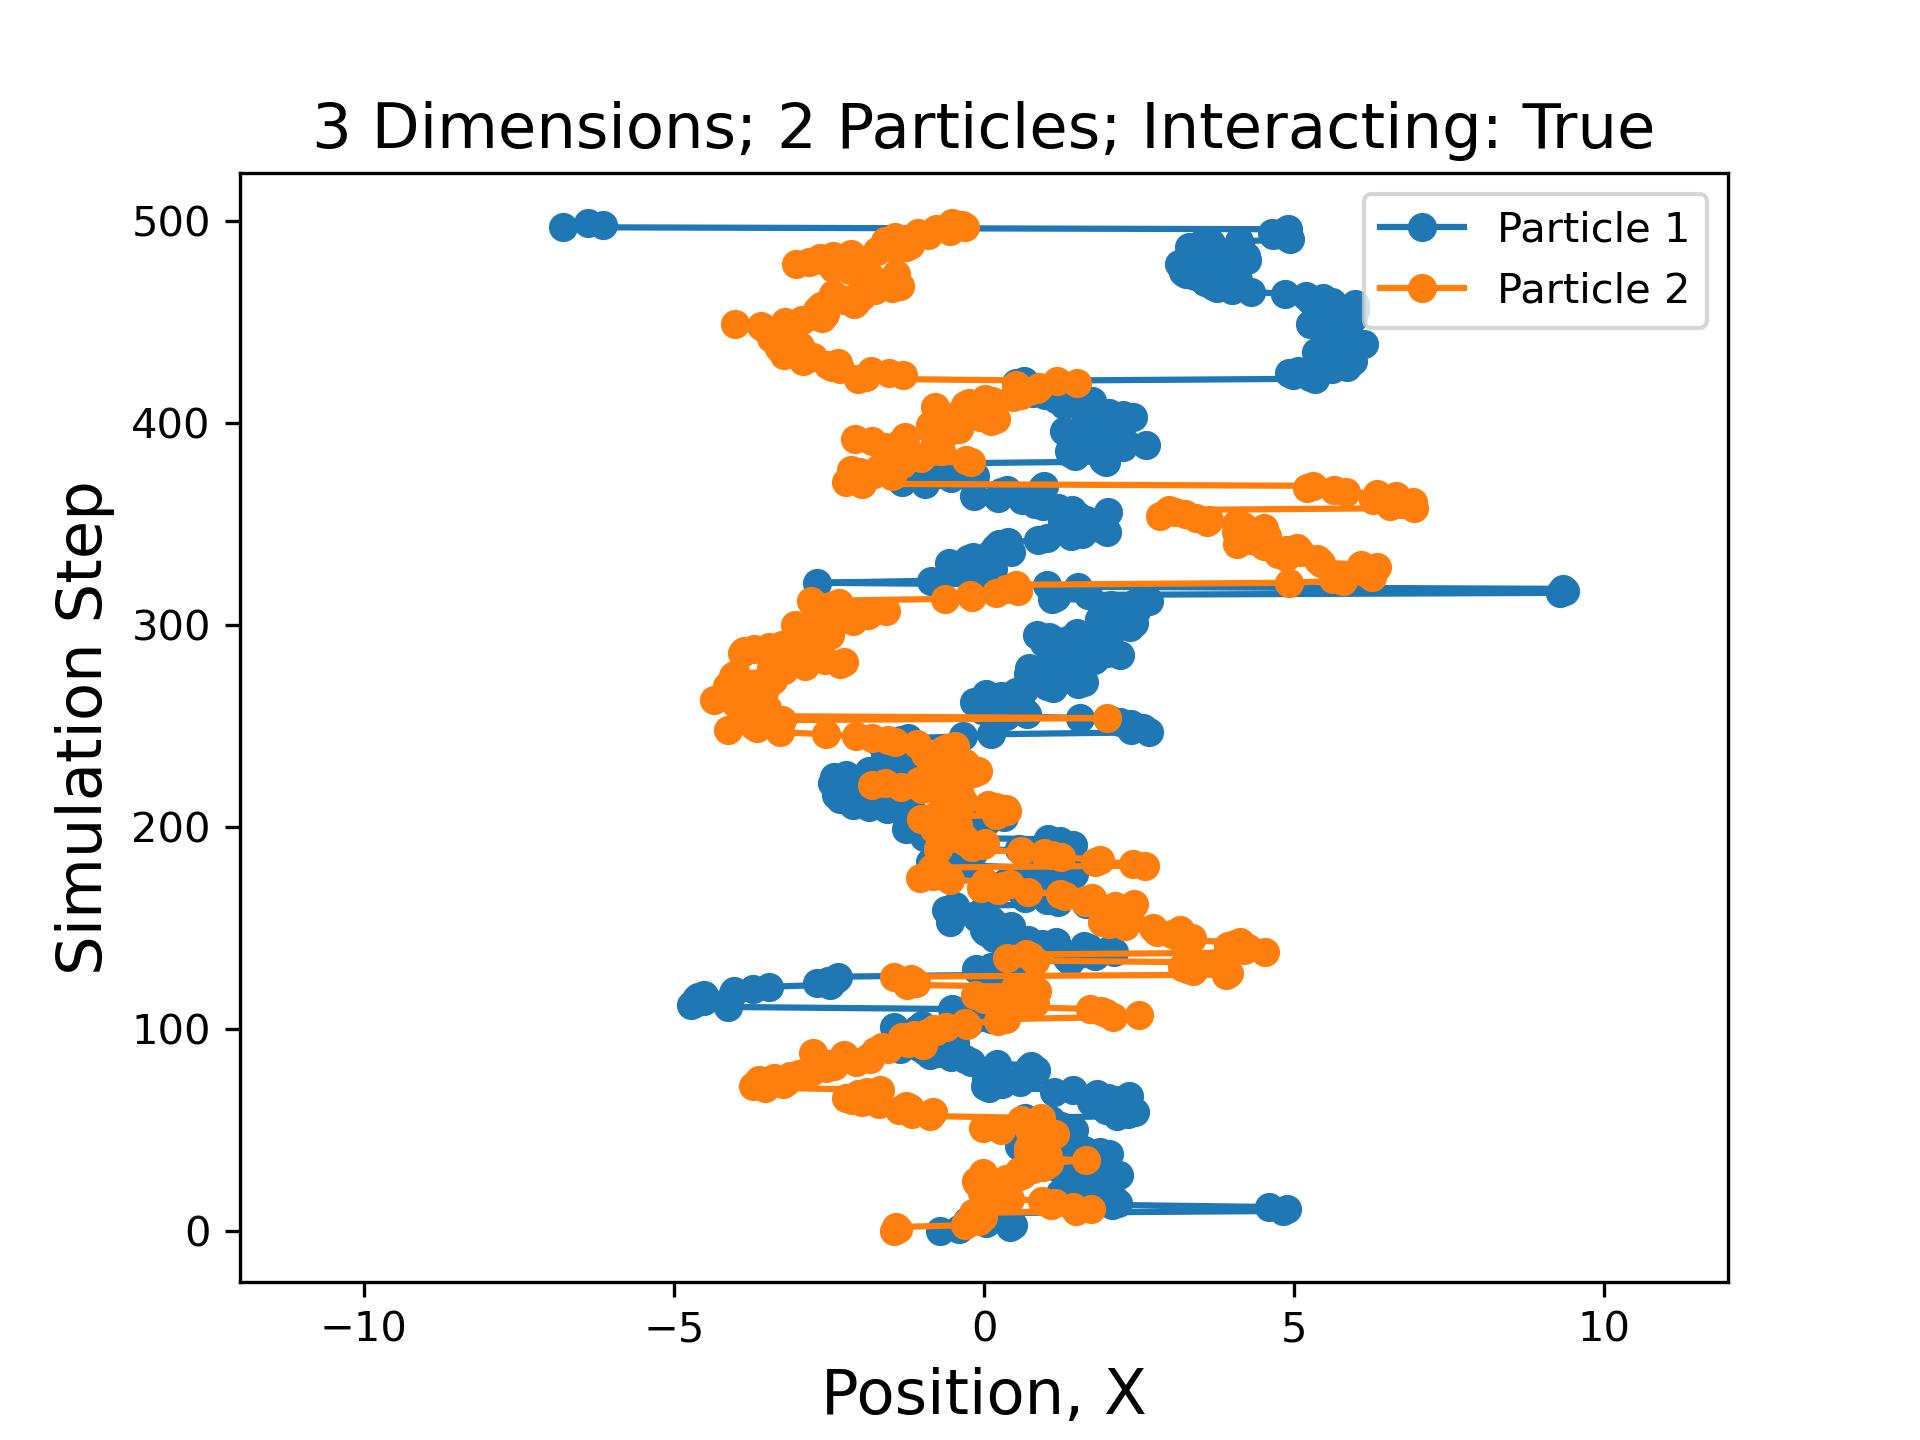 3 Dimensions; 2 Particles; Interacting: True
Particle 1
Particle 2
500
400
300
200
100
0
Simulation Step
−10
−5
0
5
10
Position, X